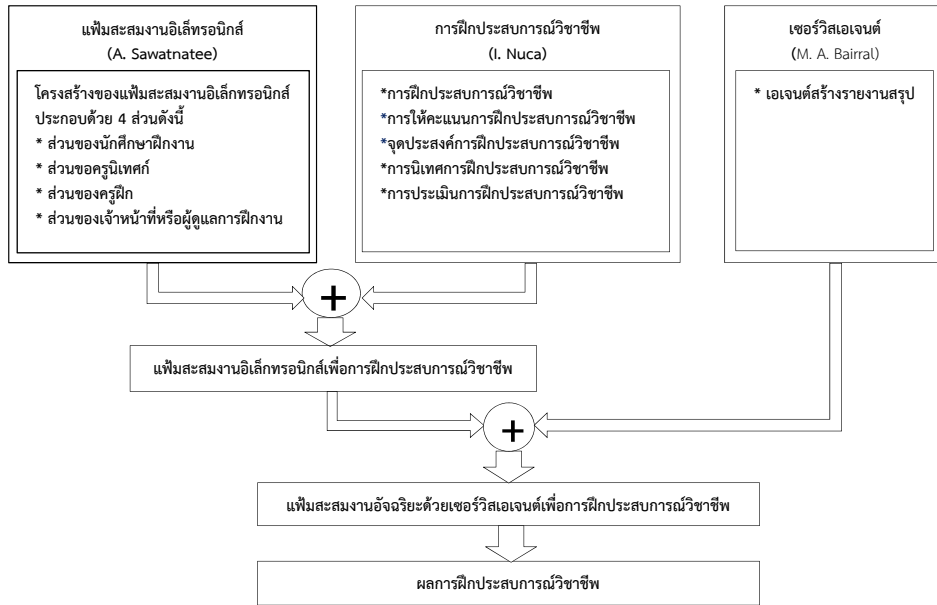 แฟ้มสะสมงานอิเล็ทรอนิกส์
(A. Sawatnatee)
โครงสร้างของแฟ้มสะสมงานอิเล็กทรอนิกส์
ประกอบด้วย 4 ส่วนดังนี้
* ส่วนของนักศึกษาฝึกงาน
* ส่วนขอครูนิเทศก์
* ส่วนของครูฝึก
* ส่วนของเจ้าหน้าที่หรือผู้ดูแลการฝึกงาน
การฝึกประสบการณ์วิชาชีพ
(I. Nuca)
*การฝึกประสบการณ์วิชาชีพ
*การให้คะแนนการฝึกประสบการณ์วิชาชีพ
*จุดประสงค์การฝึกประสบการณ์วิชาชีพ
*การนิเทศการฝึกประสบการณ์วิชาชีพ
*การประเมินการฝึกประสบการณ์วิชาชีพ
เซอร์วิสเอเจนต์
(M. A. Bairral)
* เอเจนต์สร้างรายงานสรุป
+
แฟ้มสะสมงานอิเล็กทรอนิกส์เพื่อการฝึกประสบการณ์วิชาชีพ
+
แฟ้มสะสมงานอัจฉริยะด้วยเซอร์วิสเอเจนต์เพื่อการฝึกประสบการณ์วิชาชีพ
ผลการฝึกประสบการณ์วิชาชีพ